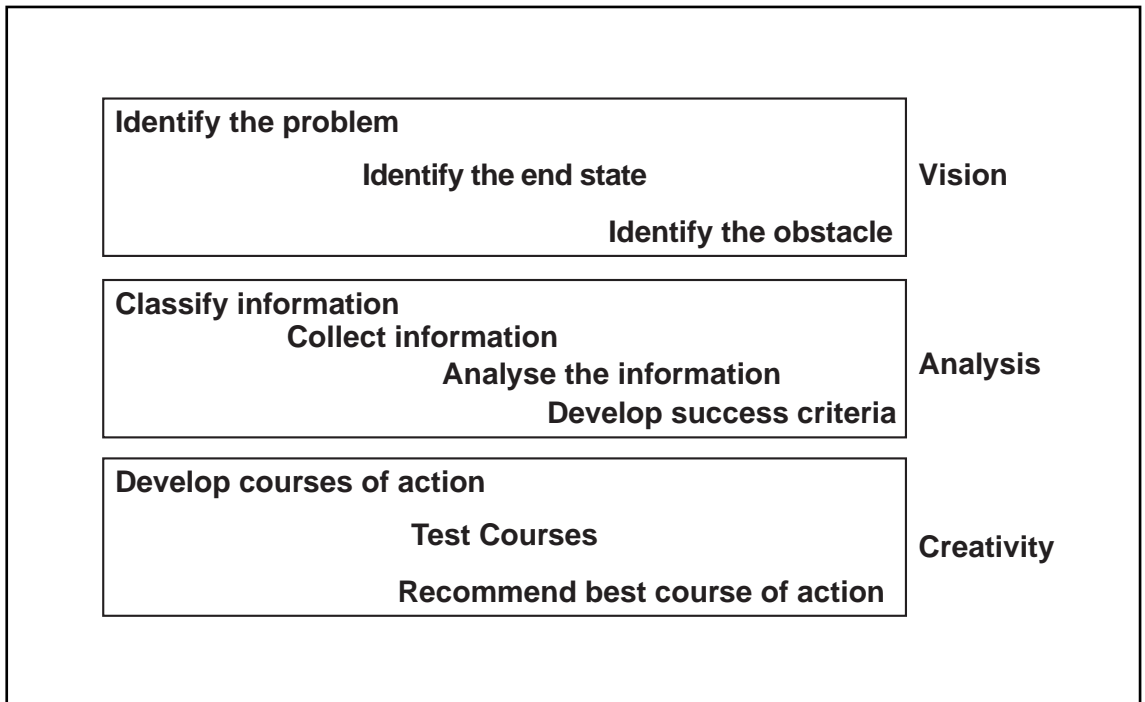 Identify the problem
Identify the end state
Vision
Identify the obstacle
Classify information
Collect information
Analyse the information
Analysis
Develop success criteria
Develop courses of action
Test Courses
Creativity
Recommend best course of action